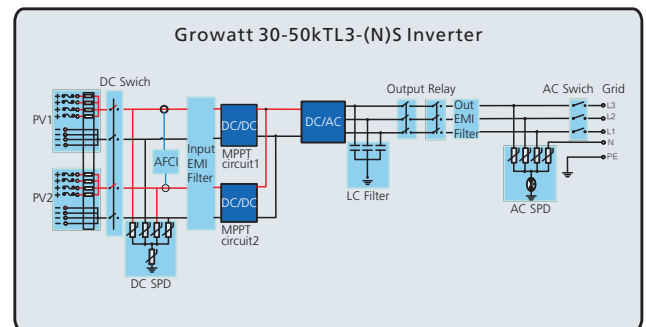 Growatt 30-50kTL3-(N)S Inverter
DC Swich
Output Relay
AC Swich
Grid
PV1
PV2
AFCI
Input
EMI
Filter
DC/DC
MPPT
circuit1
DC/DC
MPPT
circuit2
DC/AC
LC Filter
Out
EMI
Filter
L3
L2
L1
N
PE
DC SPD
AC SPD